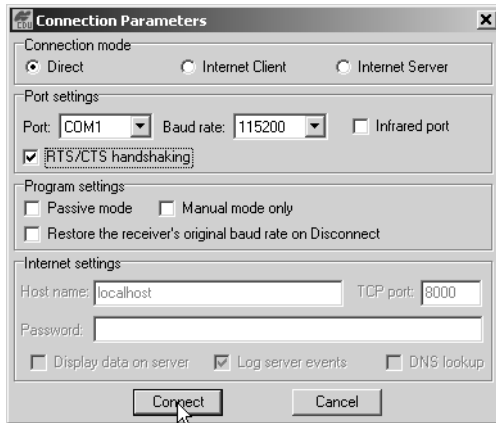 CDU Connection Parameters
Connection mode
Direct Internet Client Internet Server
Port settings
Port: COM1 Baud rate: 115200 Infrared port
RTS/CTS handshaking
Program settings
Passive mode Manual mode only
Restore the receiver's original baud rate on Disconnect
Internet settings
Host name: localhost TCP port: 8000
Password:
Display data on server Log server events DNS lookup
Connect Cancel